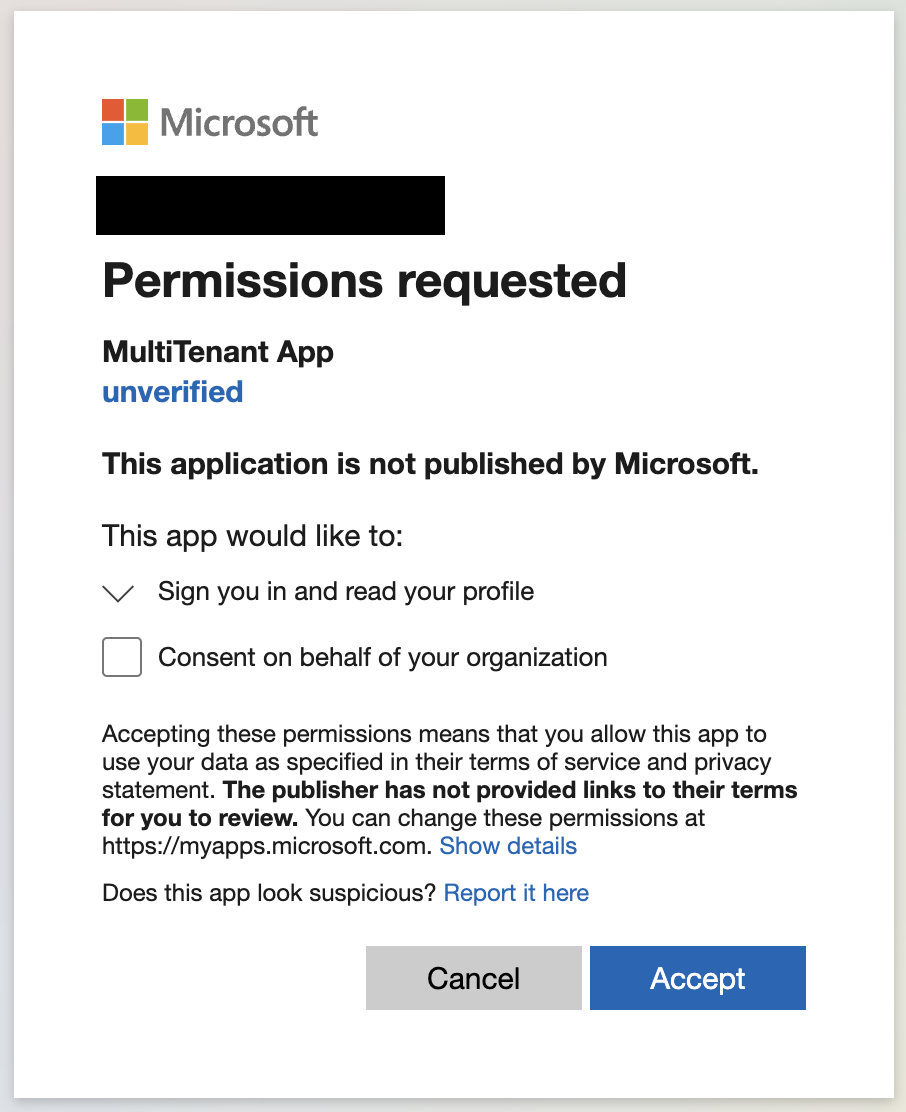 Microsoft
Permissions requested
MultiTenant App
unverified
This application is not published by Microsoft.
This app would like to:
Sign you in and read your profile
Consent on behalf of your organization
Accepting these permissions means that you allow this app to
use your data as specified in their terms of service and privacy
statement. The publisher has not provided links to their terms
for you to review. You can change these permissions at
https://myapps.microsoft.com. Show details
Does this app look suspicious? Report it here
Cancel Accept